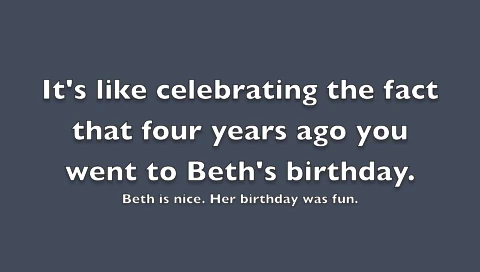 It's like celebrating the fact
that four years ago you
went to Beth's birthday.
Beth is nice. Her birthday was fun.